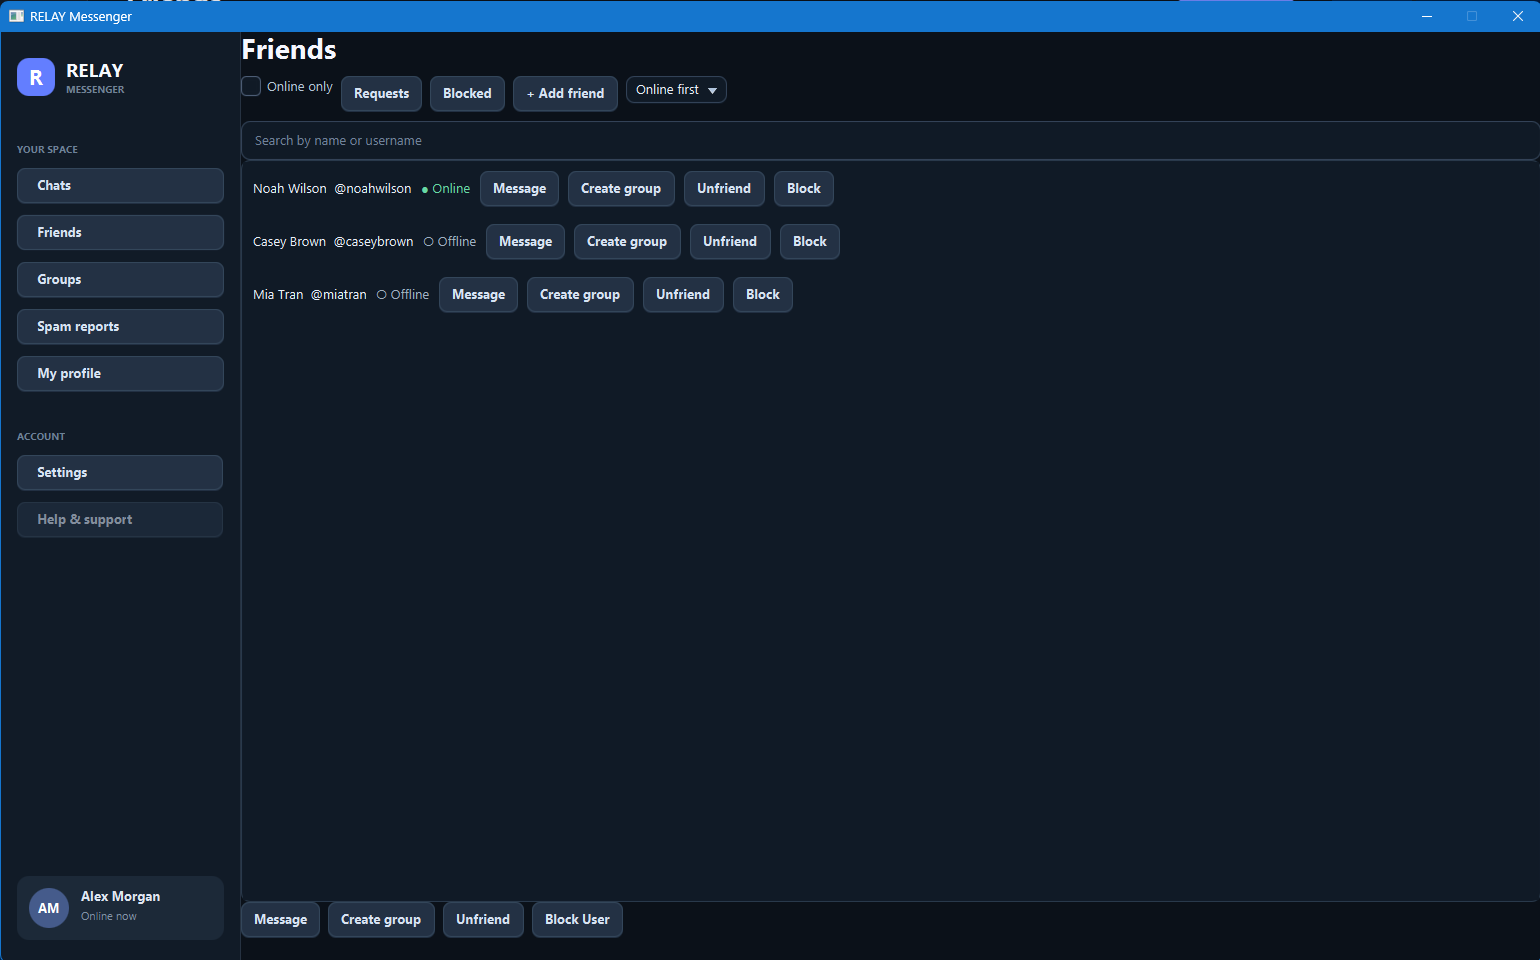 RELAY Messenger
R
RELAY
MESSENGER
YOUR SPACE
Chats
Friends
Groups
Spam reports
My profile
ACCOUNT
Settings
Help & support
AM
Alex Morgan
Online now
Friends
Online only
Requests
Blocked
+ Add friend
Online first
Search by name or username
Noah Wilson @noahwilson ● Online Message Create group Unfriend Block
Casey Brown @caseybrown ○ Offline Message Create group Unfriend Block
Mia Tran @miatran ○ Offline Message Create group Unfriend Block
Message Create group Unfriend Block User